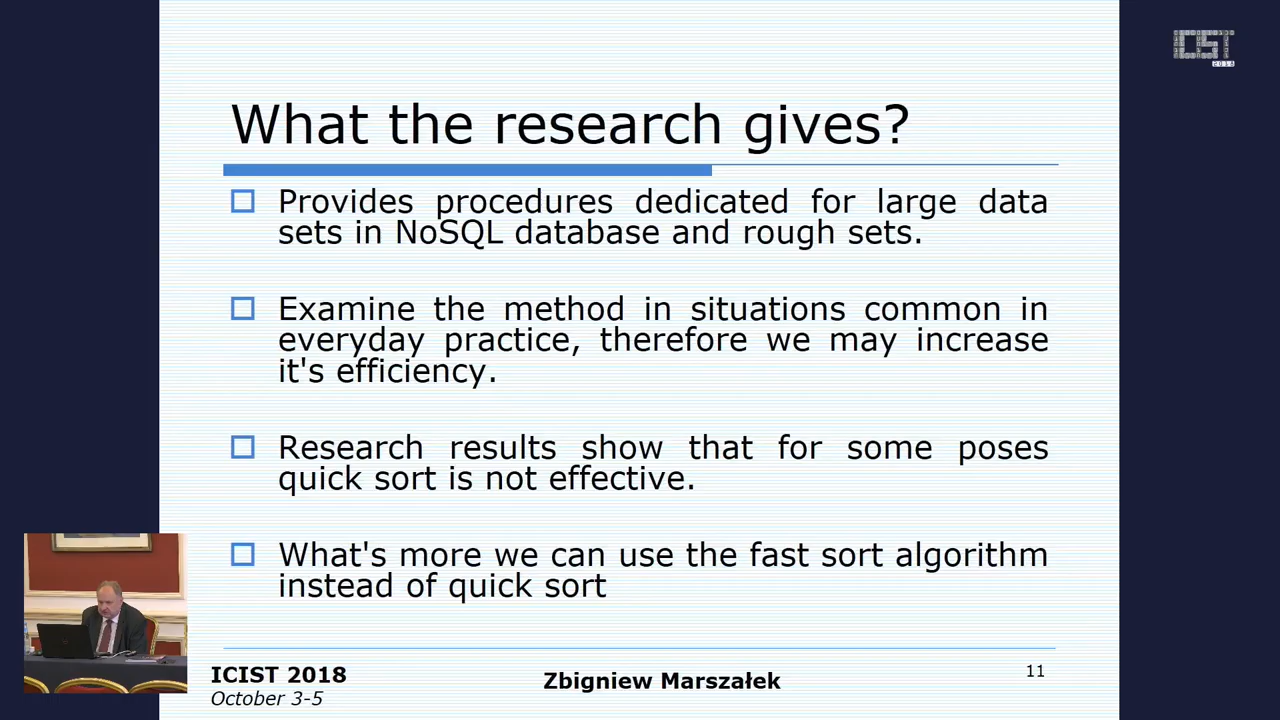 What the research gives?
Provides procedures dedicated for large data
sets in NoSQL database and rough sets.
Examine the method in situations common in
everyday practice, therefore we may increase
it's efficiency.
Research results show that for some poses
quick sort is not effective.
What's more we can use the fast sort algorithm
instead of quick sort
ICIST 2018
October 3-5
Zbigniew Marszałek
11
ICIST
2018